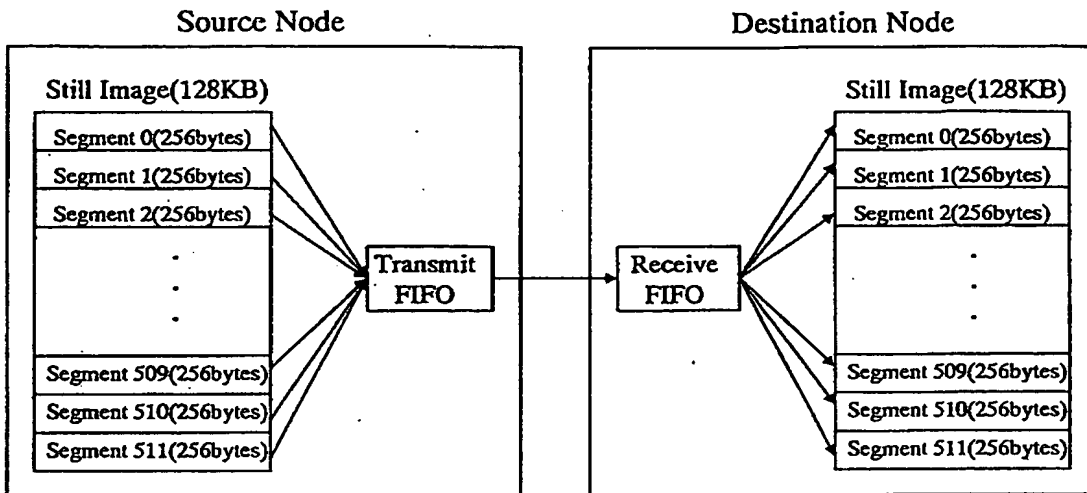 Source Node
Still Image(128KB)
Segment 0(256bytes)
Segment 1(256bytes)
Segment 2(256bytes)
Segment 509(256bytes)
Segment 510(256bytes)
Segment 511(256bytes)
Transmit
FIFO
Destination Node
Receive
FIFO
Still Image(128KB)
Segment 0(256bytes)
Segment 1(256bytes)
Segment 2(256bytes)
Segment 509(256bytes)
Segment 510(256bytes)
Segment 511(256bytes)